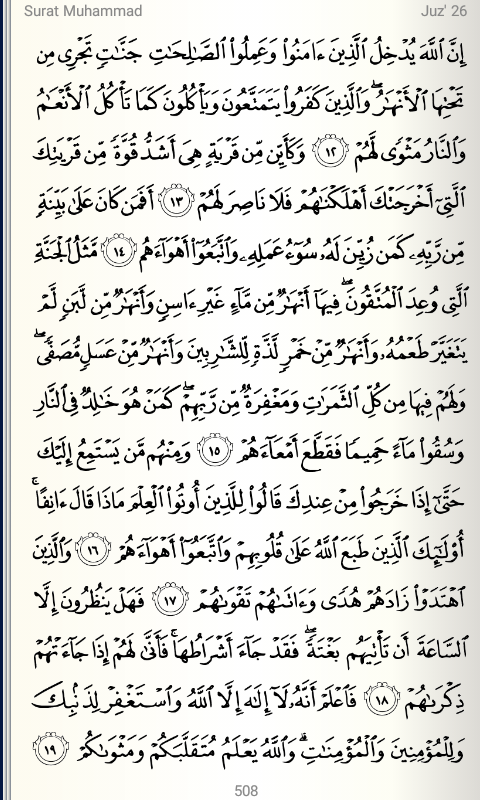 Surat Muhammad Juz' 26
إِنَّ ٱللَّهَ يُدْخِلُ ٱلَّذِينَ ءَامَنُوا۟ وَعَمِلُوا۟ ٱلصَّـٰلِحَـٰتِ جَنَّـٰتٍ تَجْرِى مِن
تَحْتِهَا ٱلْأَنْهَـٰرُ ۖ وَٱلَّذِينَ كَفَرُوا۟ يَتَمَتَّعُونَ وَيَأْكُلُونَ كَمَا تَأْكُلُ ٱلْأَنْعَـٰمُ
وَٱلنَّارُ مَثْوًى لَّهُمْ ١٢ وَكَأَيِّن مِّن قَرْيَةٍ هِىَ أَشَدُّ قُوَّةً مِّن قَرْيَتِكَ
ٱلَّتِىٓ أَخْرَجَتْكَ أَهْلَكْنَـٰهُمْ فَلَا نَاصِرَ لَهُمْ ١٣ أَفَمَن كَانَ عَلَىٰ بَيِّنَةٍ
مِّن رَّبِّهِۦ كَمَن زُيِّنَ لَهُۥ سُوٓءُ عَمَلِهِۦ وَٱتَّبَعُوٓا۟ أَهْوَآءَهُم ١٤ مَّثَلُ ٱلْجَنَّةِ
ٱلَّتِى وُعِدَ ٱلْمُتَّقُونَ ۖ فِيهَآ أَنْهَـٰرٌ مِّن مَّآءٍ غَيْرِ ءَاسِنٍ وَأَنْهَـٰرٌ مِّن لَّبَنٍ لَّمْ
يَتَغَيَّرْ طَعْمُهُۥ وَأَنْهَـٰرٌ مِّنْ خَمْرٍ لَّذَّةٍ لِّلشَّـٰرِبِينَ وَأَنْهَـٰرٌ مِّنْ عَسَلٍ مُّصَفًّى ۖ
وَلَهُمْ فِيهَا مِن كُلِّ ٱلثَّمَرَٰتِ وَمَغْفِرَةٌ مِّن رَّبِّهِمْ ۖ كَمَنْ هُوَ خَـٰلِدٌ فِى ٱلنَّارِ
وَسُقُوا۟ مَآءً حَمِيمًا فَقَطَّعَ أَمْعَآءَهُمْ ١٥ وَمِنْهُم مَّن يَسْتَمِعُ إِلَيْكَ
حَتَّىٰٓ إِذَا خَرَجُوا۟ مِنْ عِندِكَ قَالُوا۟ لِلَّذِينَ أُوتُوا۟ ٱلْعِلْمَ مَاذَا قَالَ ءَانِفًا ۚ
أُو۟لَـٰٓئِكَ ٱلَّذِينَ طَبَعَ ٱللَّهُ عَلَىٰ قُلُوبِهِمْ وَٱتَّبَعُوٓا۟ أَهْوَآءَهُمْ ١٦ وَٱلَّذِينَ
ٱهْتَدَوْا۟ زَادَهُمْ هُدًى وَءَاتَىٰهُمْ تَقْوَىٰهُمْ ١٧ فَهَلْ يَنظُرُونَ إِلَّا
ٱلسَّاعَةَ أَن تَأْتِيَهُم بَغْتَةً ۖ فَقَدْ جَآءَ أَشْرَاطُهَا ۚ فَأَنَّىٰ لَهُمْ إِذَا جَآءَتْهُمْ
ذِكْرَىٰهُمْ ١٨ فَٱعْلَمْ أَنَّهُۥ لَآ إِلَـٰهَ إِلَّا ٱللَّهُ وَٱسْتَغْفِرْ لِذَنۢبِكَ
وَلِلْمُؤْمِنِينَ وَٱلْمُؤْمِنَـٰتِ ۗ وَٱللَّهُ يَعْلَمُ مُتَقَلَّبَكُمْ وَمَثْوَىٰكُمْ ١٩
508